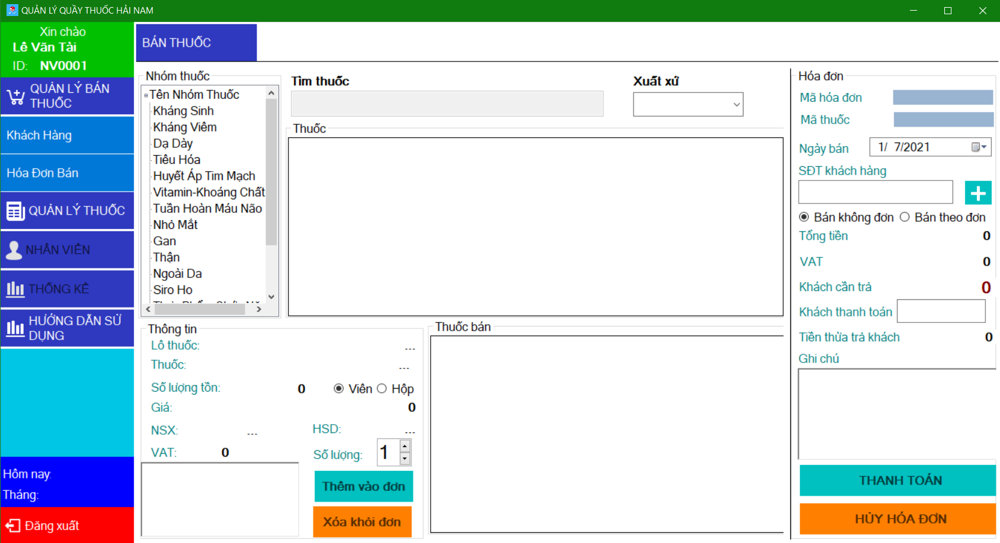 QUẢN LÝ QUẦY THUỐC HẢI NAM
Xin chào
Lê Văn Tài
ID: NV0001
QUẢN LÝ BÁN
THUỐC
Khách Hàng
Hóa Đơn Bán
QUẢN LÝ THUỐC
NHÂN VIÊN
THỐNG KÊ
HƯỚNG DẪN SỬ
DỤNG
Hôm nay:
Tháng:
Đăng xuất
BÁN THUỐC
Nhóm thuốc
Tên Nhóm Thuốc
Kháng Sinh
Kháng Viêm
Dạ Dày
Tiêu Hóa
Huyết Áp Tim Mạch
Vitamin-Khoáng Chất
Tuần Hoàn Máu Não
Nhỏ Mắt
Gan
Thận
Ngoài Da
Siro Ho
Tìm thuốc
Xuất xứ
Thuốc
Thông tin
Lô thuốc: ---
Thuốc: ---
Số lượng tồn: 0 Viên Hộp
Giá: 0
NSX: --- HSD: ---
VAT: 0 Số lượng: 1
Thêm vào đơn
Xóa khỏi đơn
Thuốc bán
Hóa đơn
Mã hóa đơn
Mã thuốc
Ngày bán 1/ 7/2021
SĐT khách hàng
Bán không đơn Bán theo đơn
Tổng tiền 0
VAT 0
Khách cần trả 0
Khách thanh toán
Tiền thừa trả khách 0
Ghi chú
THANH TOÁN
HỦY HÓA ĐƠN